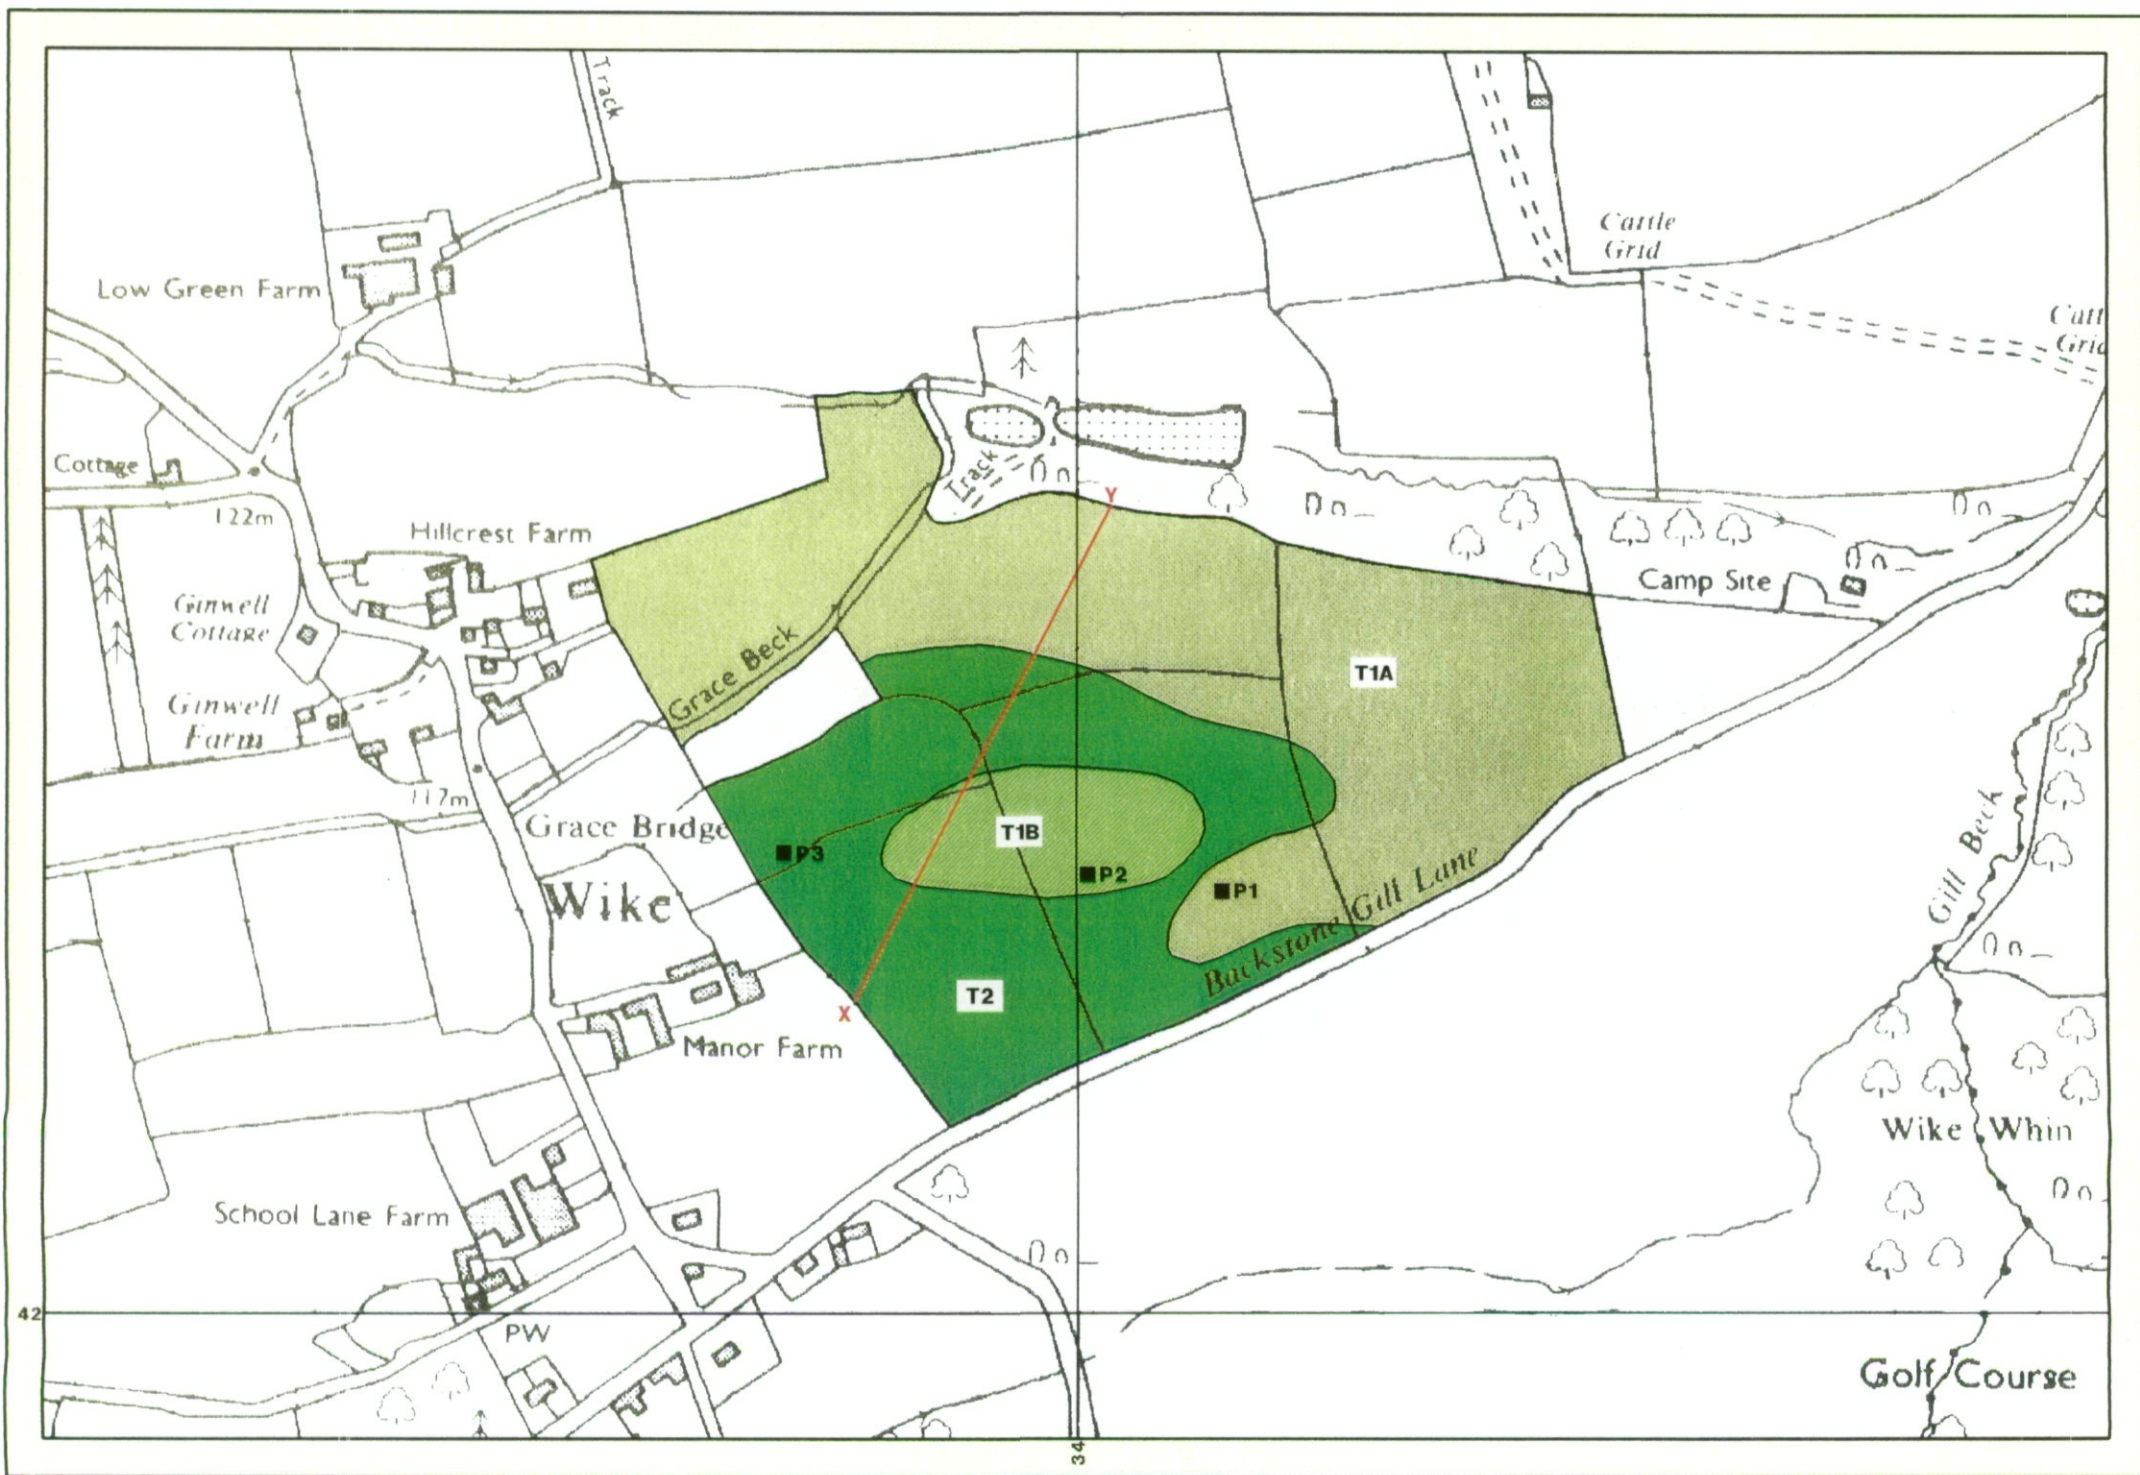 Track
Cattle
Grid
Low Green Farm
Catt
Grid
Cottage
Track
122m
Hillcrest Farm
Camp Site
Ginwell
Cottage
Y
Grace Beck
T1A
Ginwell
Farm
117m
Grace Bridge
T1B
P3
P2
P1
Gill Beck
Wike
Backstone Gill Lane
T2
X
Manor Farm
Wike Whin
School Lane Farm
42
PW
Golf Course
34